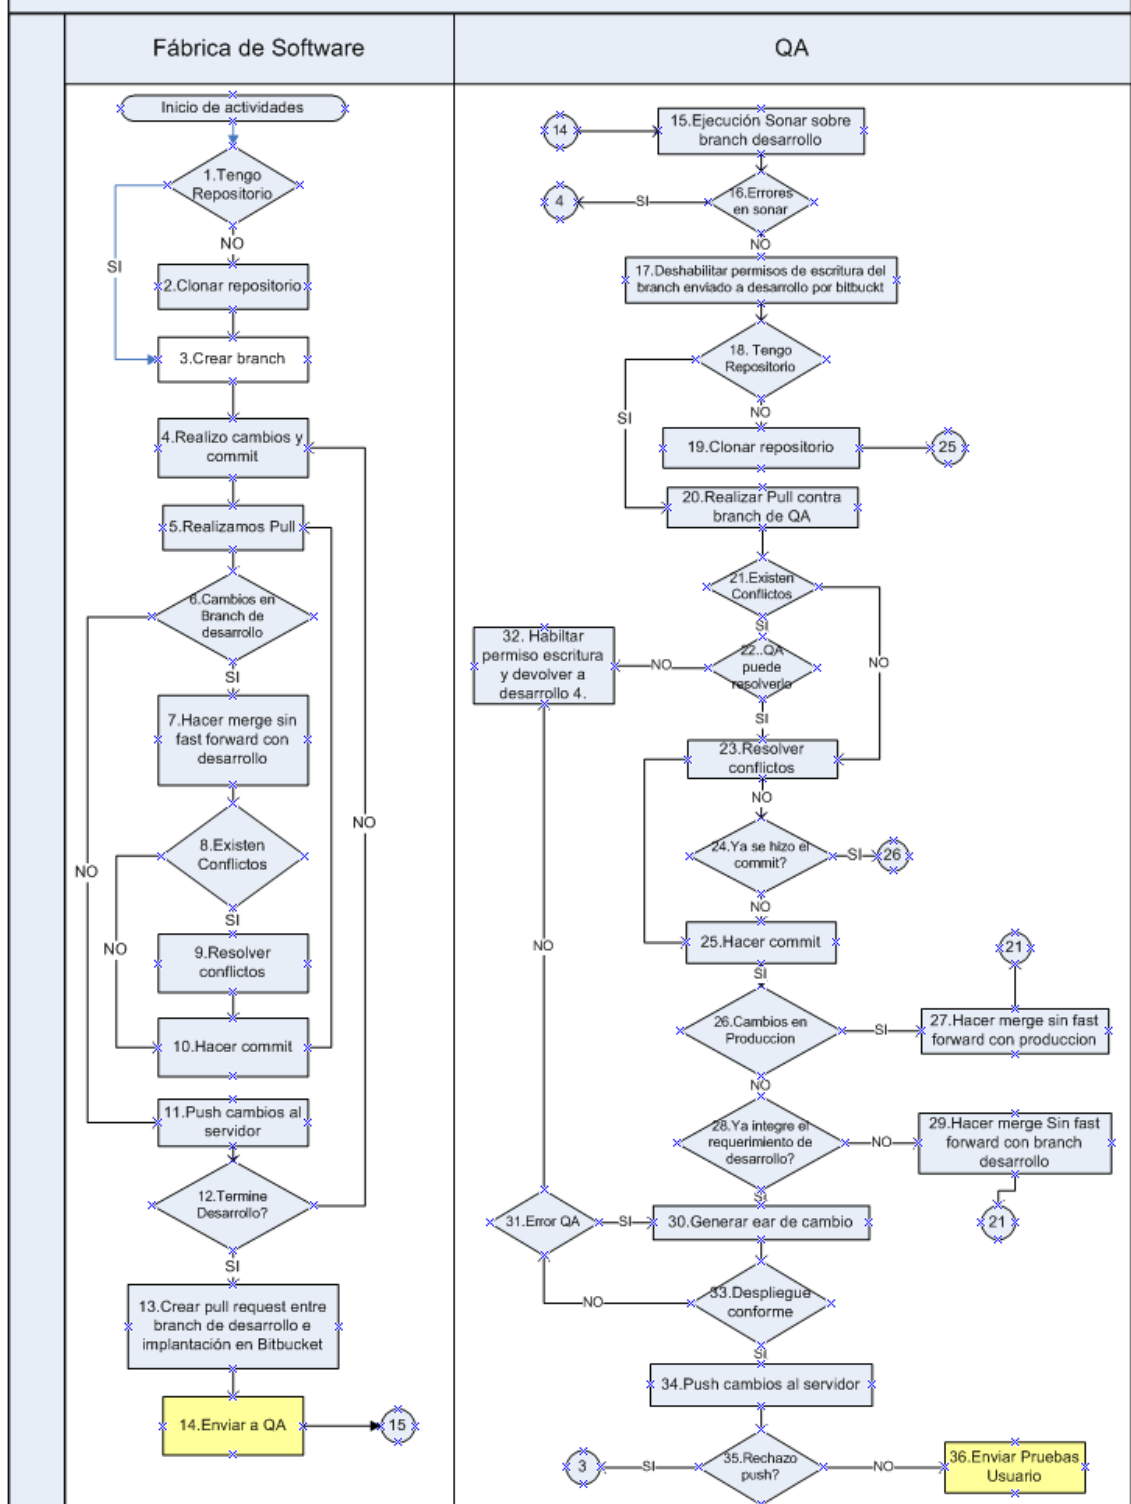 Fábrica de Software
Inicio de actividades
1.Tengo
Repositorio
NO
SI
2.Clonar repositorio
3.Crear branch
4.Realizo cambios y
commit
5.Realizamos Pull
6.Cambios en
Branch de
desarrollo
SI
7.Hacer merge sin
fast forward con
desarrollo
NO
8.Existen
Conflictos
NO
SI
NO
9.Resolver
conflictos
10.Hacer commit
11.Push cambios al
servidor
12.Termine
Desarrollo?
SI
13.Crear pull request entre
branch de desarrollo e
implantación en Bitbucket
14.Enviar a QA
15
QA
14
15.Ejecución Sonar sobre
branch desarrollo
4
SI
16.Errores
en sonar
NO
17.Deshabilitar permisos de escritura del
branch enviado a desarrollo por bitbuckt
18. Tengo
Repositorio
SI
NO
19.Clonar repositorio
25
20.Realizar Pull contra
branch de QA
21.Existen
Conflictos
SI
32. Habiltar
permiso escritura
y devolver a
desarrollo 4.
NO
22..QA
puede
resolverlo
NO
SI
23.Resolver
conflictos
NO
24.Ya se hizo el
commit?
SI
26
NO
25.Hacer commit
NO
21
SI
26.Cambios en
Produccion
SI
27.Hacer merge sin fast
forward con produccion
NO
28.Ya integre el
requerimiento de
desarrollo?
NO
29.Hacer merge Sin fast
forward con branch
desarrollo
SI
21
31.Error QA
SI
30.Generar ear de cambio
NO
33.Despliegue
conforme
SI
34.Push cambios al servidor
3
SI
35.Rechazo
push?
NO
36.Enviar Pruebas
Usuario